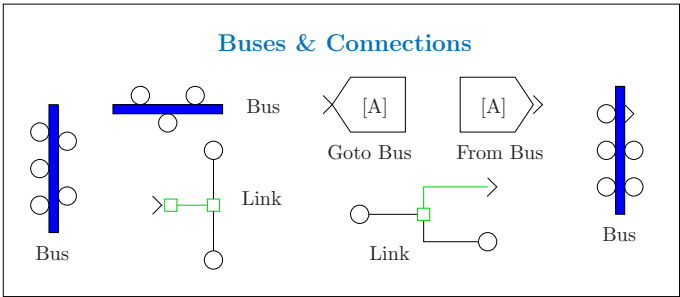 Buses & Connections
Bus
[A]
[A]
Goto Bus
From Bus
Link
Link
Bus
Bus